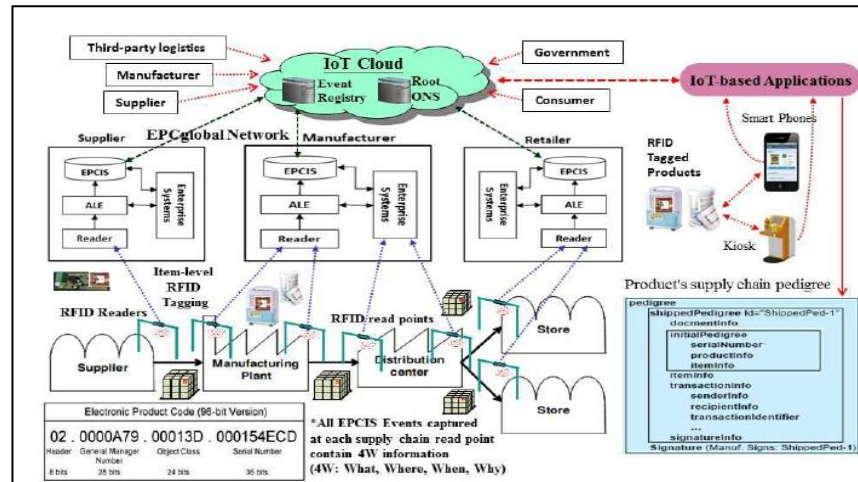 Third-party logistics
Manufacturer
Supplier
IoT Cloud
Event
Registry
Root
ONS
Government
Consumer
IoT-based Applications
Smart Phones
EPCglobal Network
Supplier
EPCIS
ALE
Reader
Enterprise
Systems
Manufacturer
EPCIS
ALE
Reader
Enterprise
Systems
Retailer
Enterprise
Systems
EPCIS
ALE
Reader
RFID
Tagged
Products
Kiosk
Item-level
RFID
Tagging
RFID Readers
RFID read points
Supplier
Manufacturing
Plant
Distribution
center
Store
Store
Product's supply chain pedigree
pedigree
shippedPedigree Id="ShippedPed-1"
docmentInfo
initialPedigree
serialNumber
productInfo
itemInfo
itemInfo
transactionInfo
senderInfo
recipientInfo
transactionIdentifier
...
signatureInfo
Signature (Manuf. Signs: ShippedPed-1)
Electronic Product Code (96-bit Version)
02 . 0000A79 . 00013D . 000154ECD
Header General Manager Number Object Class Serial Number
8 bits 28 bits 24 bits 36 bits
*All EPCIS Events captured
at each supply chain read point
contain 4W information
(4W: What, Where, When, Why)